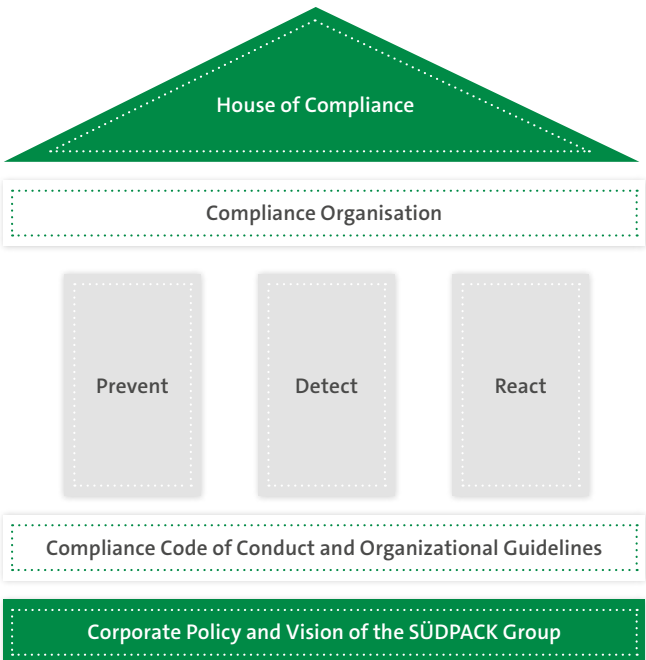 House of Compliance
Compliance Organisation
Prevent
Detect
React
Compliance Code of Conduct and Organizational Guidelines
Corporate Policy and Vision of the SÜDPACK Group